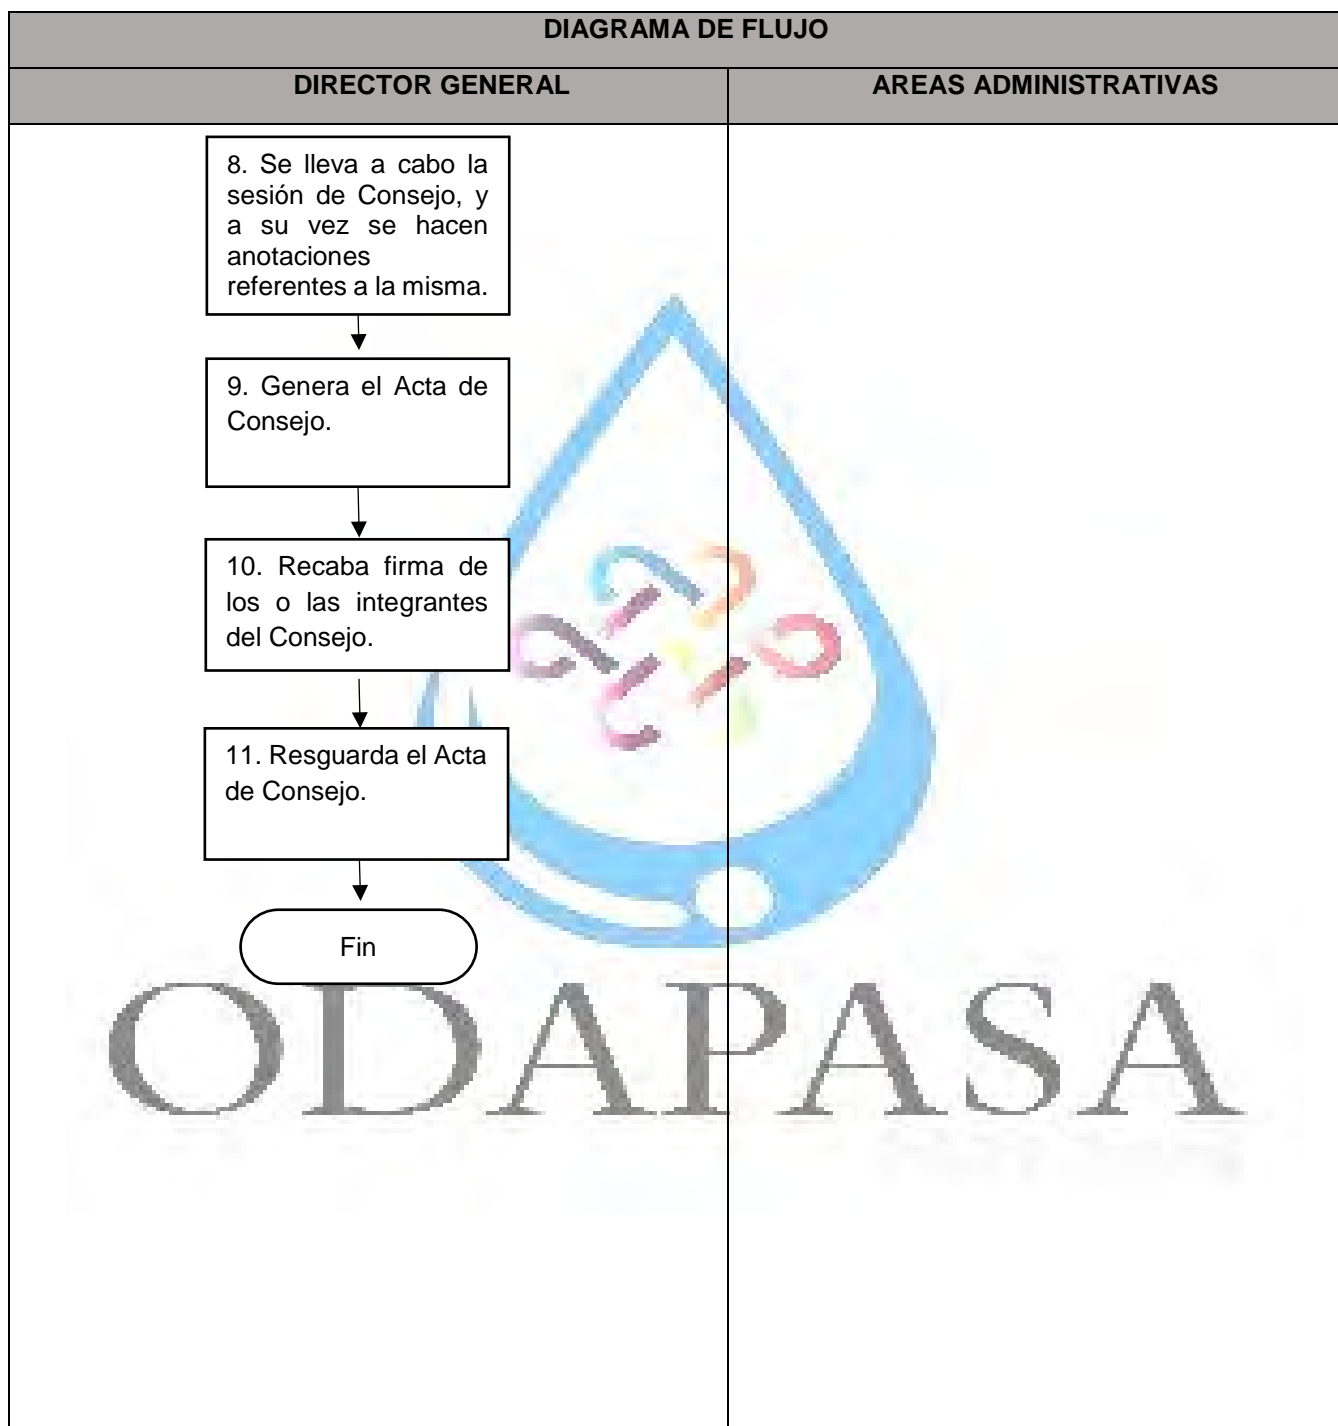 DIAGRAMA DE FLUJO
DIRECTOR GENERAL
AREAS ADMINISTRATIVAS
8. Se lleva a cabo la
sesión de Consejo, y
a su vez se hacen
anotaciones
referentes a la misma.
9. Genera el Acta de
Consejo.
10. Recaba firma de
los o las integrantes
del Consejo.
11. Resguarda el Acta
de Consejo.
Fin
ODAPASA